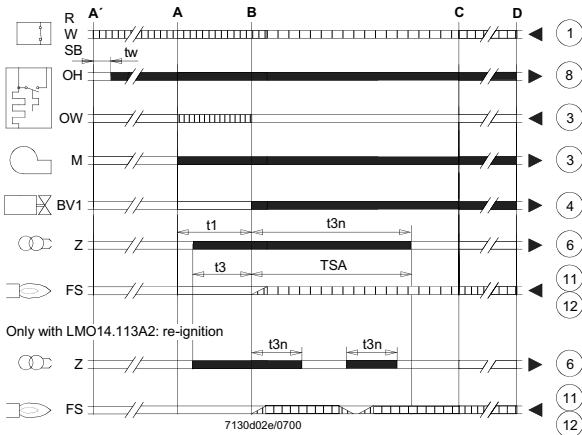 A´ A B C D
R
W 1
SB tw
OH 8
OW 3
M 3
BV1 4
t1 t3n
Z 6
t3 TSA
FS 11
12
Only with LMO14.113A2: re-ignition
t3n t3n
Z 6
FS 11
12
7130d02e/0700